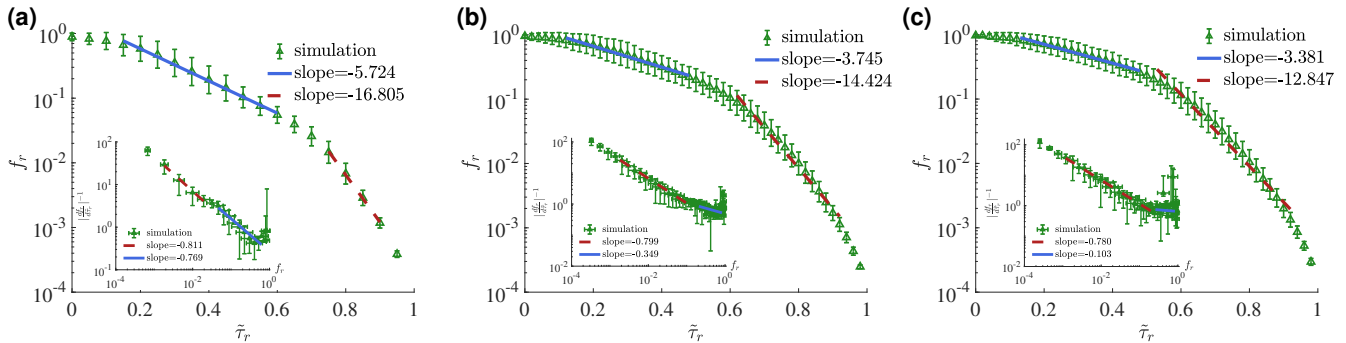 (a)
10^0
10^-1
10^-2
10^-3
10^-4
f_r
simulation
slope=-5.724
slope=-16.805
10^2
10^1
10^0
10^-1
simulation
slope=-0.811
slope=-0.769
10^-4
10^-2
10^0
f_r
0
0.2
0.4
0.6
0.8
1
τ̃_r
(b)
10^0
10^-1
10^-2
10^-3
10^-4
f_r
simulation
slope=-3.745
slope=-14.424
10^2
10^0
10^-2
simulation
slope=-0.799
slope=-0.349
10^-4
10^-2
10^0
f_r
0
0.2
0.4
0.6
0.8
1
τ̃_r
(c)
10^0
10^-1
10^-2
10^-3
10^-4
f_r
simulation
slope=-3.381
slope=-12.847
10^2
10^0
10^-2
simulation
slope=-0.780
slope=-0.103
10^-4
10^-2
10^0
f_r
0
0.2
0.4
0.6
0.8
1
τ̃_r